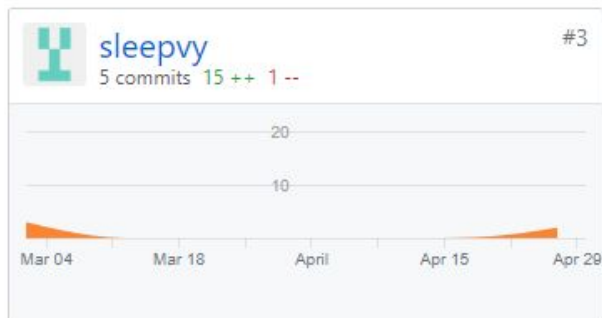 sleepvy
#3
5 commits 15 ++ 1 --
20
10
Mar 04 Mar 18 April Apr 15 Apr 29